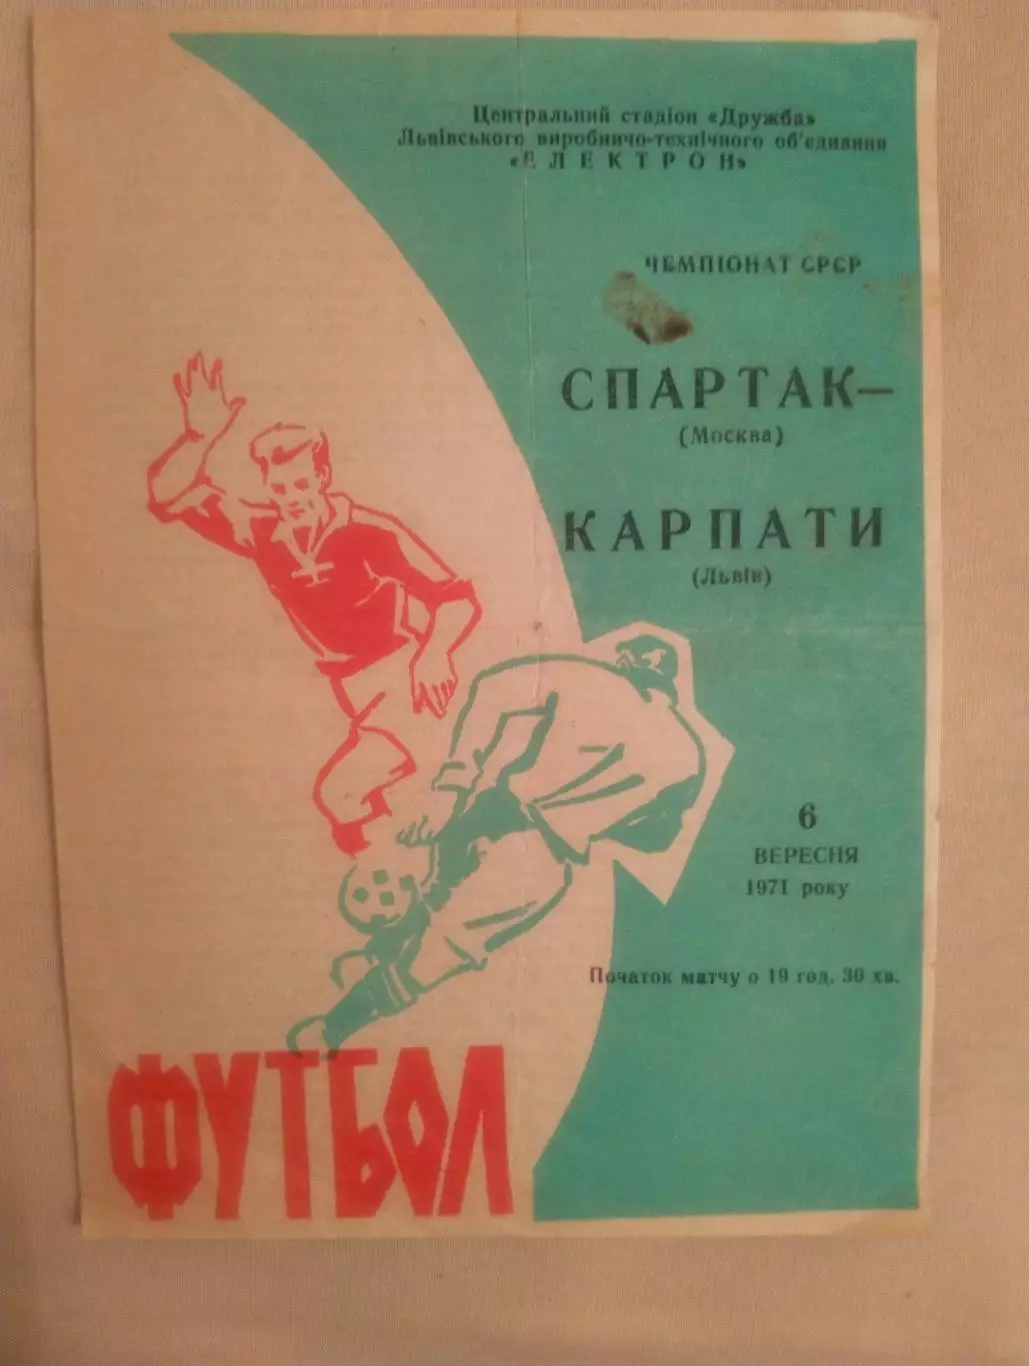 Центральний стадіон «Дружба»
Львівського виробничо-технічного об'єднання
«ЕЛЕКТРОН»
ЧЕМПІОНАТ СРСР
СПАРТАК—
(Москва)
КАРПАТИ
(Львів)
6
ВЕРЕСНЯ
1971 року
Початок матчу о 19 год. 30 хв.
ФУТБОЛ